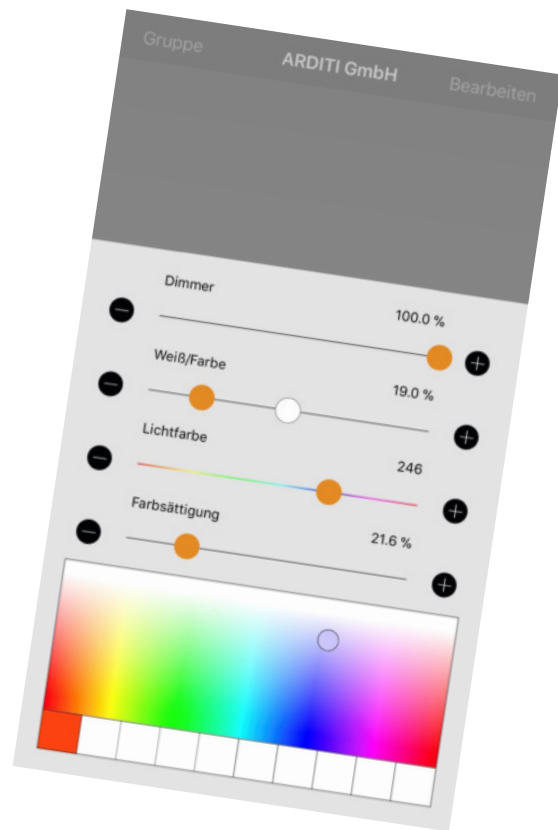 Gruppe ARDITI GmbH Bearbeiten
Dimmer
100.0 %
Weiß/Farbe
19.0 %
Lichtfarbe
246
Farbsättigung
21.6 %